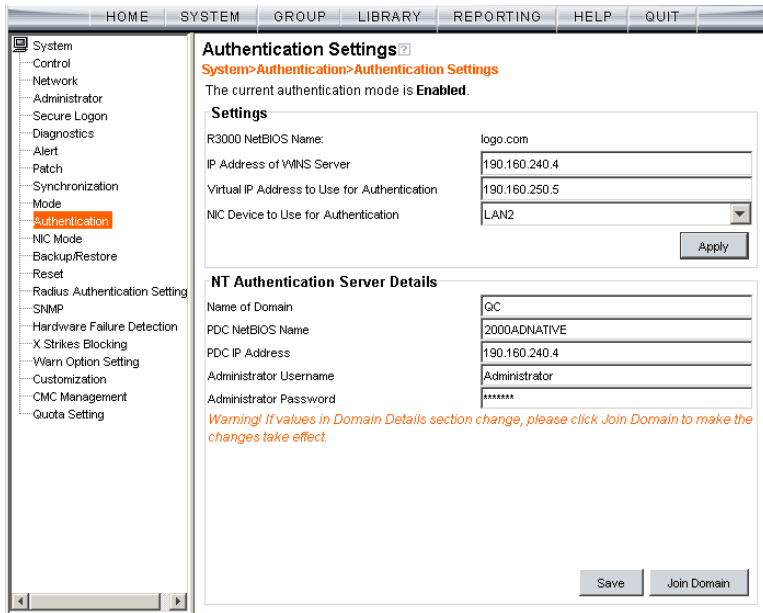 HOME SYSTEM GROUP LIBRARY REPORTING HELP QUIT
System
Control
Network
Administrator
Secure Logon
Diagnostics
Alert
Patch
Synchronization
Mode
Authentication
NIC Mode
Backup/Restore
Reset
Radius Authentication Setting
SNMP
Hardware Failure Detection
X Strikes Blocking
Warn Option Setting
Customization
CMC Management
Quota Setting
Authentication Settings ?
System>Authentication>Authentication Settings
The current authentication mode is Enabled.
Settings
R3000 NetBIOS Name: logo.com
IP Address of WINS Server 190.160.240.4
Virtual IP Address to Use for Authentication 190.160.250.5
NIC Device to Use for Authentication LAN2
Apply
NT Authentication Server Details
Name of Domain QC
PDC NetBIOS Name 2000ADNATIVE
PDC IP Address 190.160.240.4
Administrator Username Administrator
Administrator Password *******
Warning! If values in Domain Details section change, please click Join Domain to make the
changes take effect.
Save Join Domain